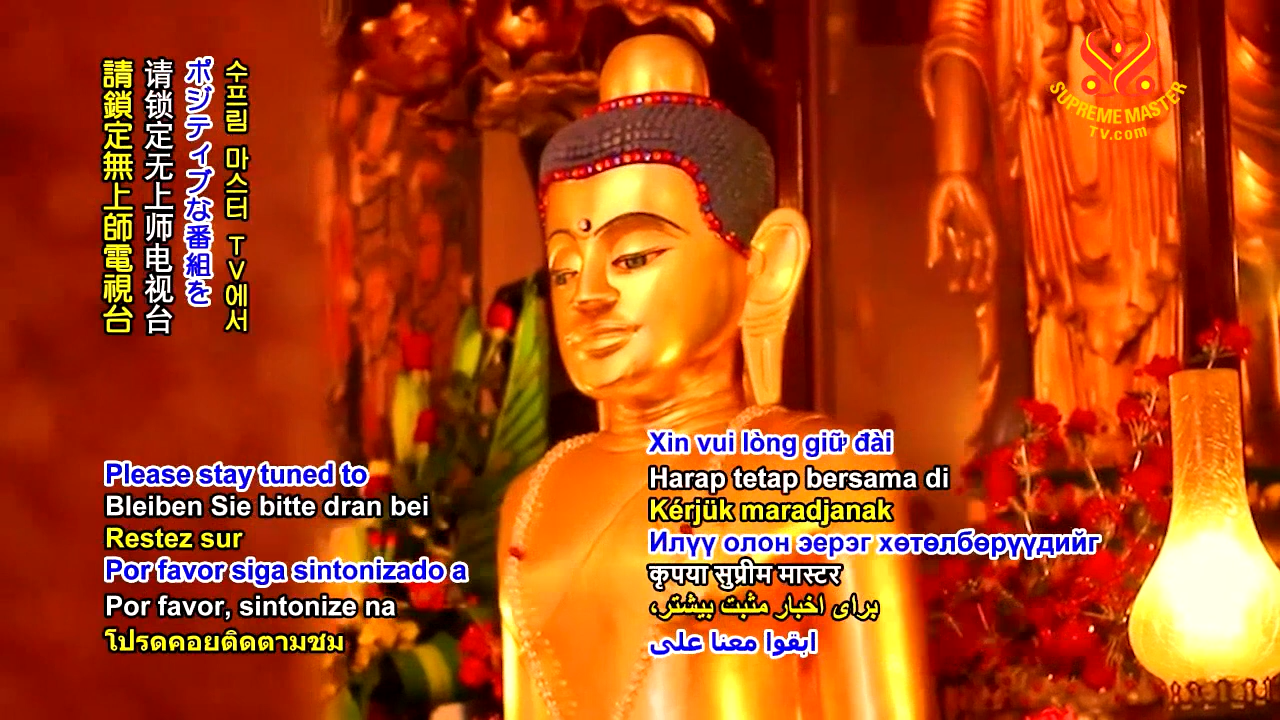 請鎖定無上師電視台
请锁定无上师电视台
ポジティブな番組を
수프림 마스터 TV에서
SUPREME MASTER
TV.com
Please stay tuned to
Bleiben Sie bitte dran bei
Restez sur
Por favor siga sintonizado a
Por favor, sintonize na
โปรดคอยติดตามชม
Xin vui lòng giữ đài
Harap tetap bersama di
Kérjük maradjanak
Илүү олон эерэг хөтөлбөрүүдийг
कृपया सुप्रीम मास्टर
برای اخبار مثبت بیشتر،
ابقوا معنا على